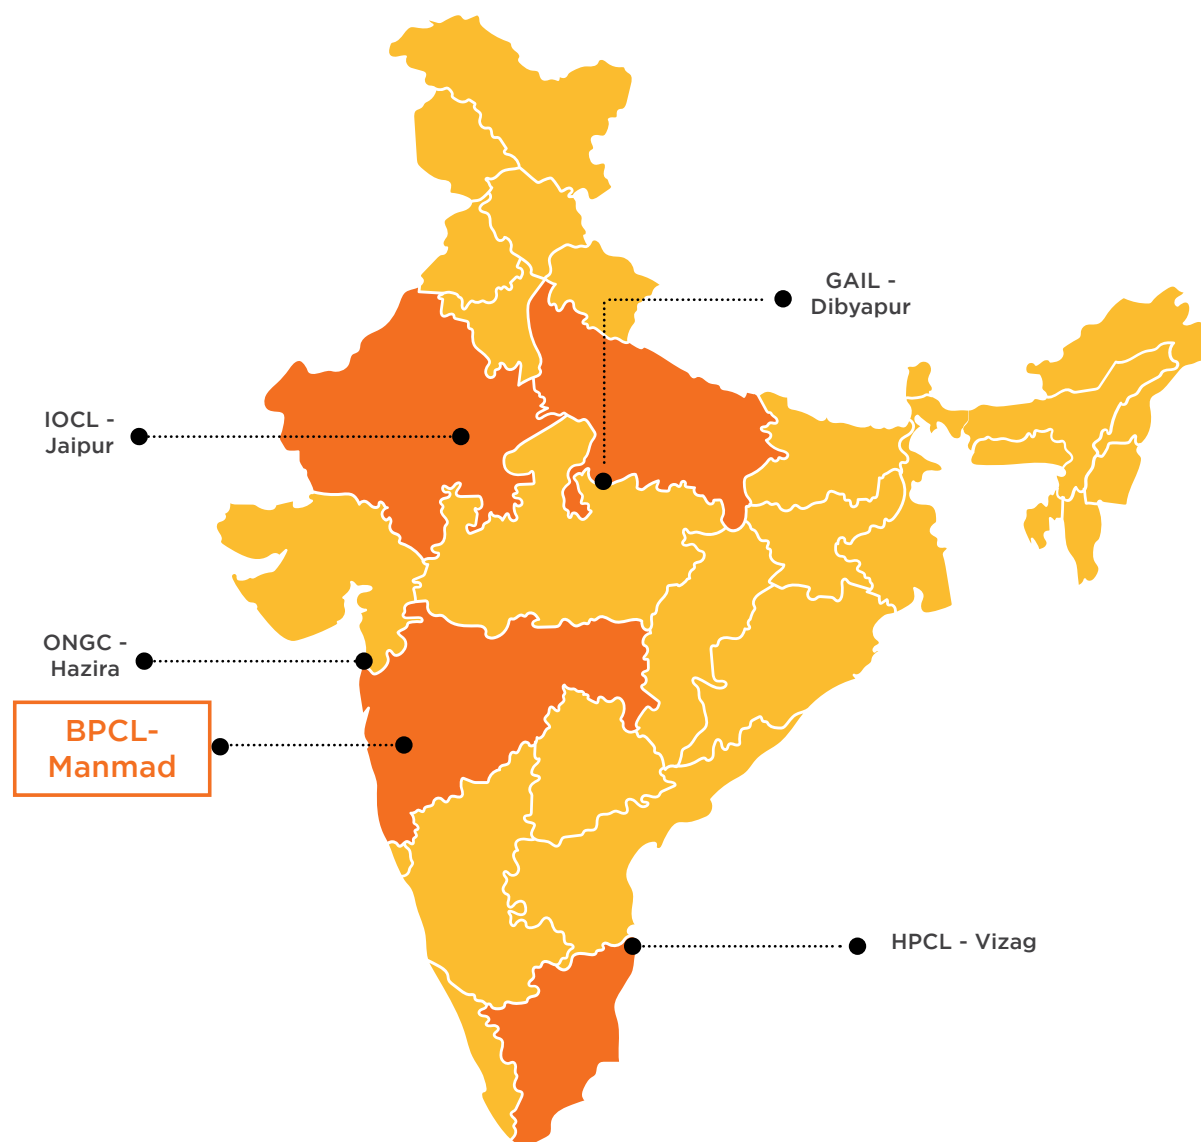 GAIL -
Dibyapur
IOCL -
Jaipur
ONGC -
Hazira
BPCL-
Manmad
HPCL - Vizag